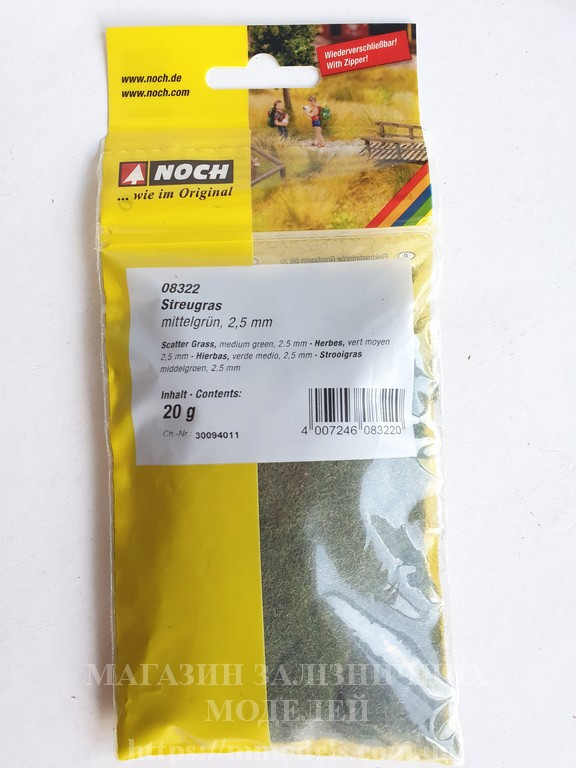 Wiederverschließbar!
With Zipper!
www.noch.de
www.noch.com
NOCH
... wie im Original
08322
Streugras
mittelgrün, 2,5 mm
Scatter Grass, medium green, 2.5 mm · Herbes, vert moyen
2,5 mm · Hierbas, verde medio, 2,5 mm · Strooigras
middelgroen, 2,5 mm
Inhalt · Contents:
20 g
Ch.-Nr.: 30094011
4 007246 083220
МАГАЗИН ЗАЛІЗНИЧНИХ
МОДЕЛЕЙ